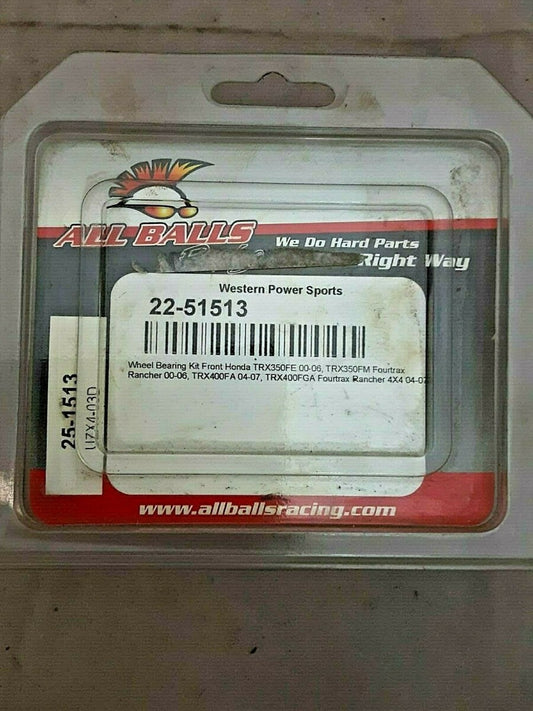 ALL BALLS
Racing
We Do Hard Parts
Right Way
Western Power Sports
22-51513
Wheel Bearing Kit Front Honda TRX350FE 00-06, TRX350FM Fourtrax
Rancher 00-06, TRX400FA 04-07, TRX400FGA Fourtrax Rancher 4X4 04-07
25-1513
www.allballsracing.com